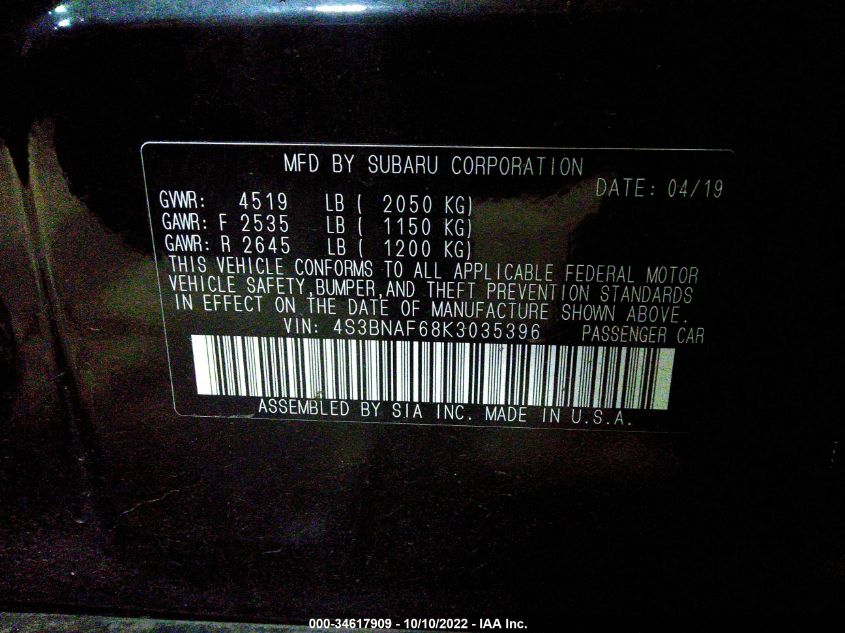 MFD BY SUBARU CORPORATION
DATE: 04/19
GVWR: 4519 LB ( 2050 KG)
GAWR: F 2535 LB ( 1150 KG)
GAWR: R 2645 LB ( 1200 KG)
THIS VEHICLE CONFORMS TO ALL APPLICABLE FEDERAL MOTOR
VEHICLE SAFETY,BUMPER,AND THEFT PREVENTION STANDARDS
IN EFFECT ON THE DATE OF MANUFACTURE SHOWN ABOVE.
VIN: 4S3BNAF68K3035396 PASSENGER CAR
ASSEMBLED BY SIA INC. MADE IN U.S.A.
000-34617909 - 10/10/2022 - IAA Inc.